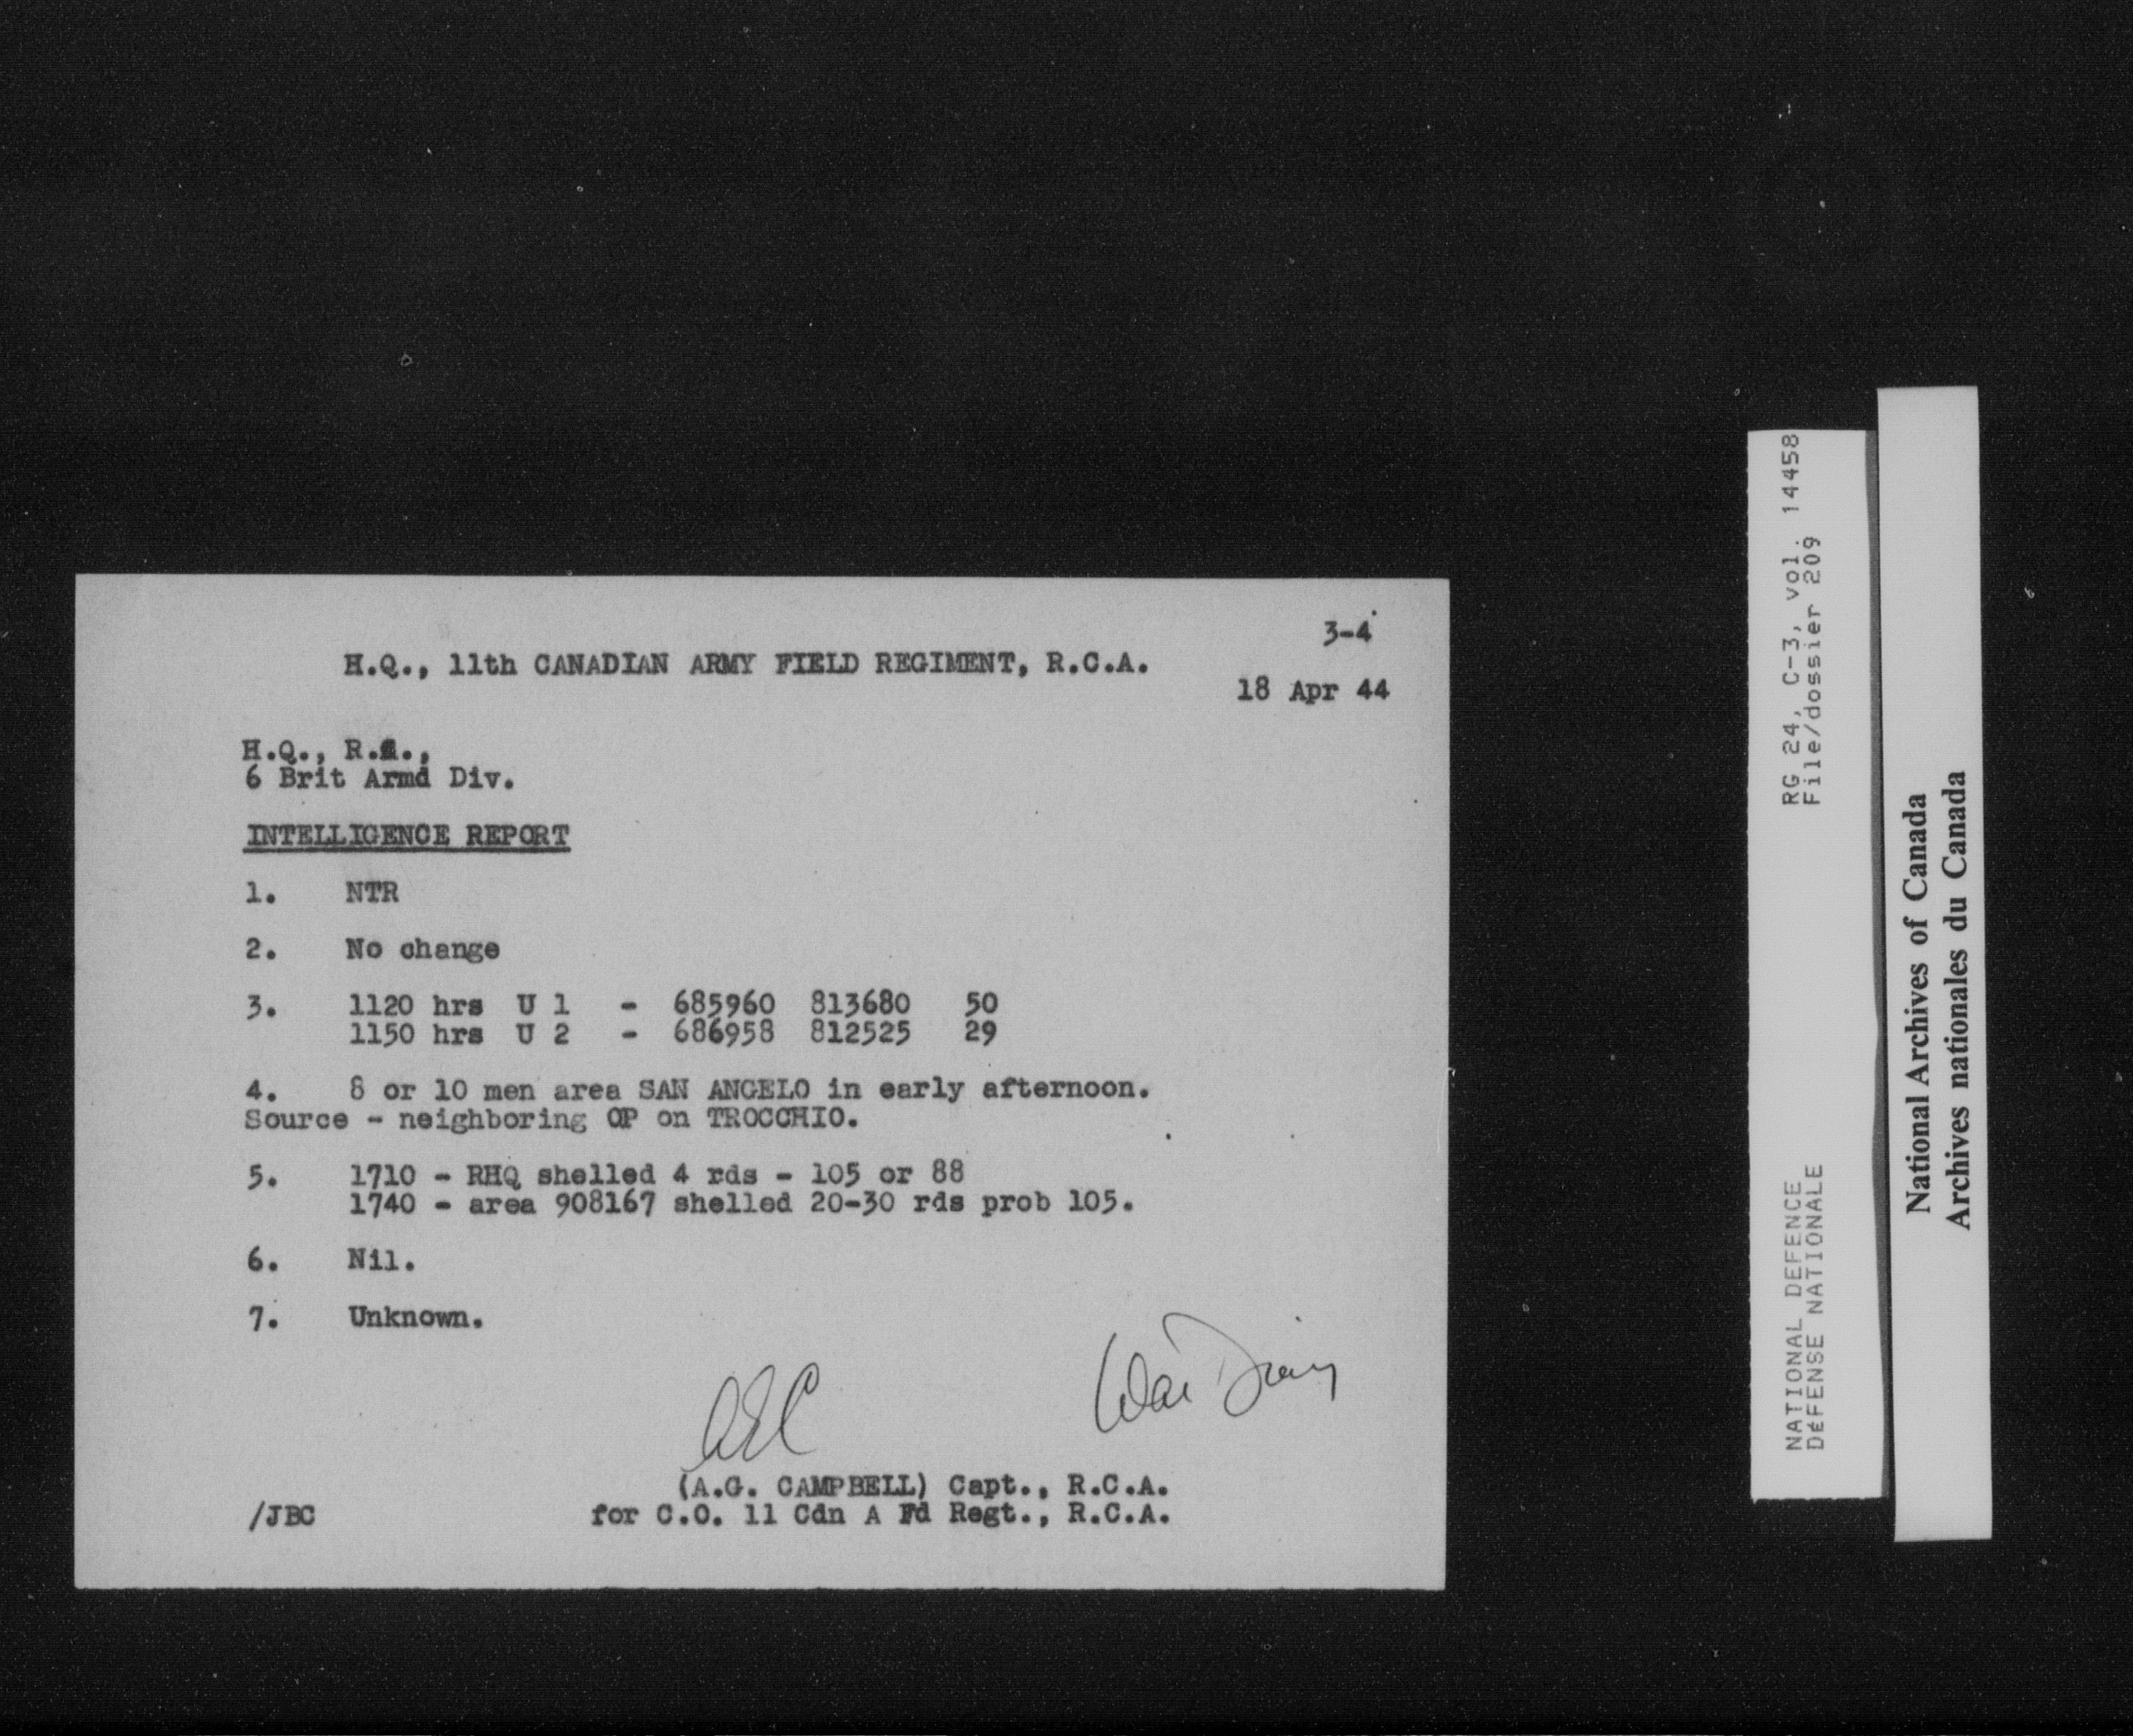 3-4
H.Q., 11th CANADIAN ARMY FIELD REGIMENT, R.C.A.
18 Apr 44
H.Q., R.A.,
6 Brit Armd Div.
INTELLIGENCE REPORT
1. NTR
2. No change
3. 1120 hrs U 1 - 685960 813680 50
1150 hrs U 2 - 686958 812525 29
4. 8 or 10 men area SAN ANGELO in early afternoon.
Source - neighboring OP on TROCCHIO.
5. 1710 - RHQ shelled 4 rds - 105 or 88
1740 - area 908167 shelled 20-30 rds prob 105.
6. Nil.
7. Unknown.
War Diary
AGC
(A.G. CAMPBELL) Capt., R.C.A.
/JBC for C.O. 11 Cdn A Fd Regt., R.C.A.
RG 24, C-3, vol. 14458
File/dossier 209
NATIONAL DEFENCE
DéFENSE NATIONALE
National Archives of Canada
Archives nationales du Canada